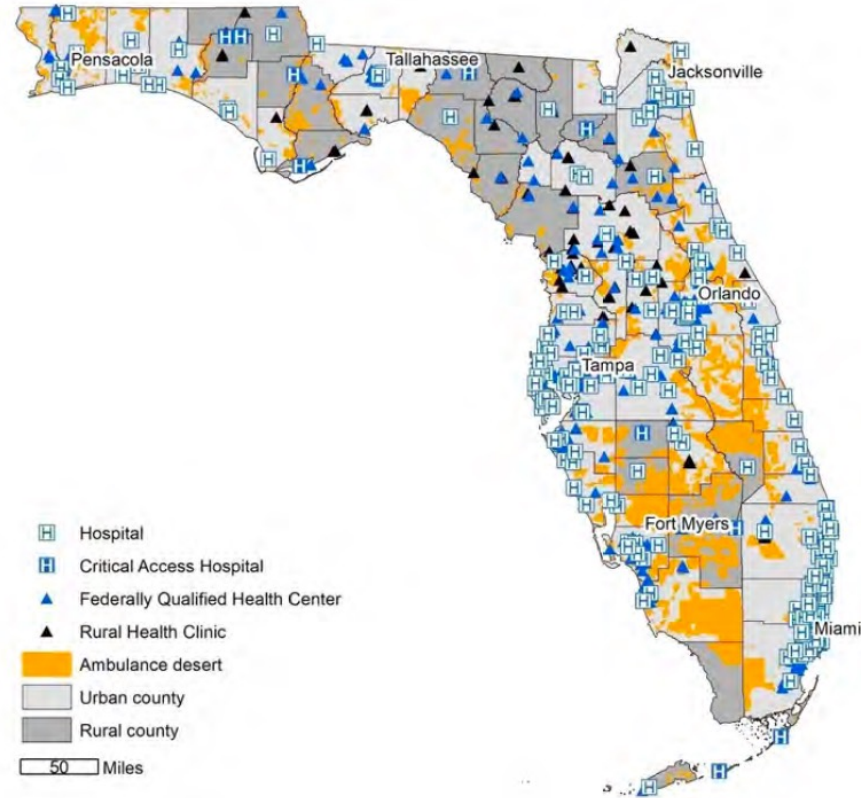 Pensacola
Tallahassee
Jacksonville
Orlando
Tampa
Fort Myers
Miami
H Hospital
H Critical Access Hospital
Federally Qualified Health Center
Rural Health Clinic
Ambulance desert
Urban county
Rural county
50 Miles